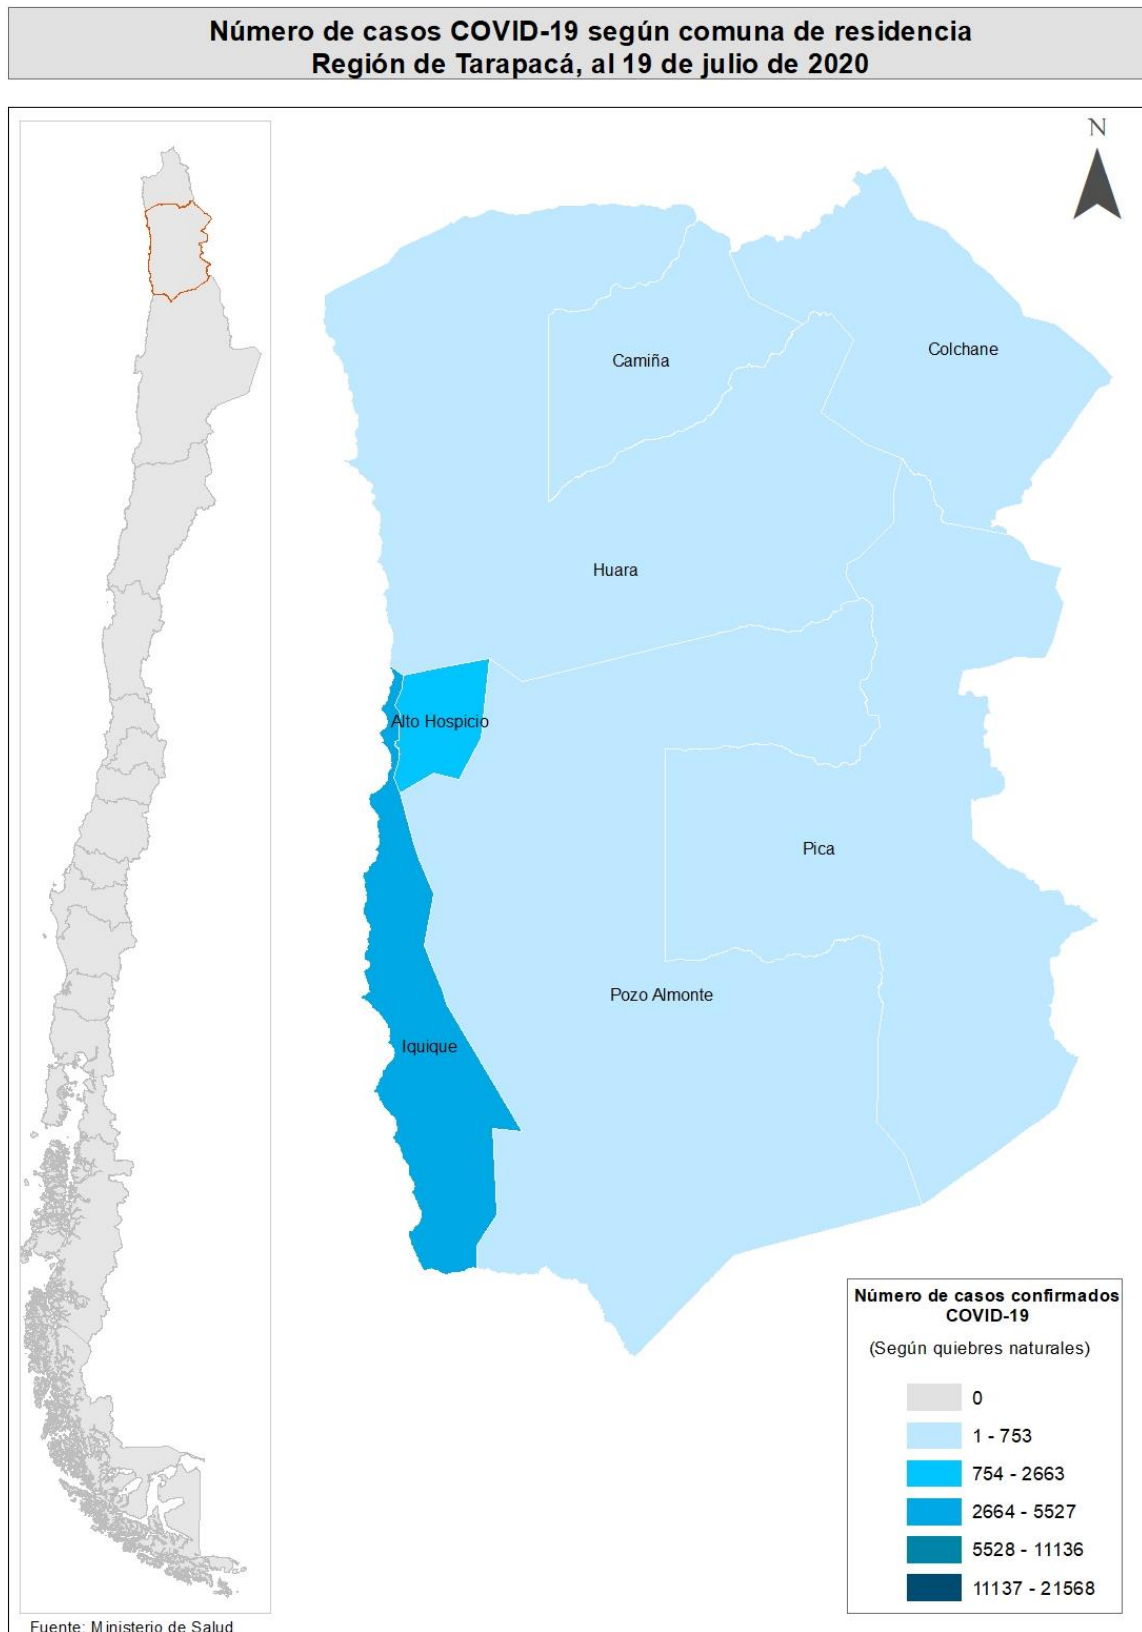 Número de casos COVID-19 según comuna de residencia
Región de Tarapacá, al 19 de julio de 2020
N
Camiña
Colchane
Huara
Alto Hospicio
Pica
Pozo Almonte
Iquique
Número de casos confirmados
COVID-19
(Según quiebres naturales)
0
1 - 753
754 - 2663
2664 - 5527
5528 - 11136
11137 - 21568
Fuente: Ministerio de Salud